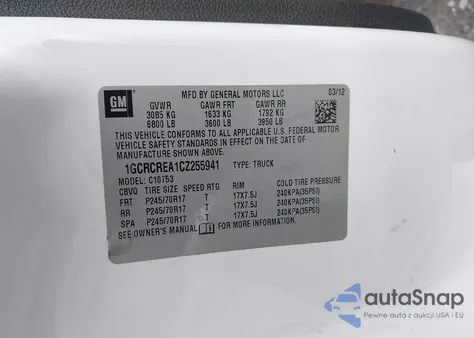 GM
MFD BY GENERAL MOTORS LLC 03/12
GVWR GAWR FRT GAWR RR
3085 KG 1633 KG 1792 KG
6800 LB 3600 LB 3950 LB
THIS VEHICLE CONFORMS TO ALL APPLICABLE U.S. FEDERAL MOTOR
VEHICLE SAFETY STANDARDS IN EFFECT ON THE DATE OF
MANUFACTURE SHOWN ABOVE.
1GCRCREA1CZ255941 TYPE: TRUCK
MODEL: C10753
CBVQ TIRE SIZE SPEED RTG RIM COLD TIRE PRESSURE
FRT P245/70R17 T 17X7.5J 240KPA(35PSI)
RR P245/70R17 T 17X7.5J 240KPA(35PSI)
SPA P245/70R17 T 17X7.5J 240KPA(35PSI)
SEE OWNER'S MANUAL FOR MORE INFORMATION.
autoSnap
Pewne auta z aukcji USA i EU